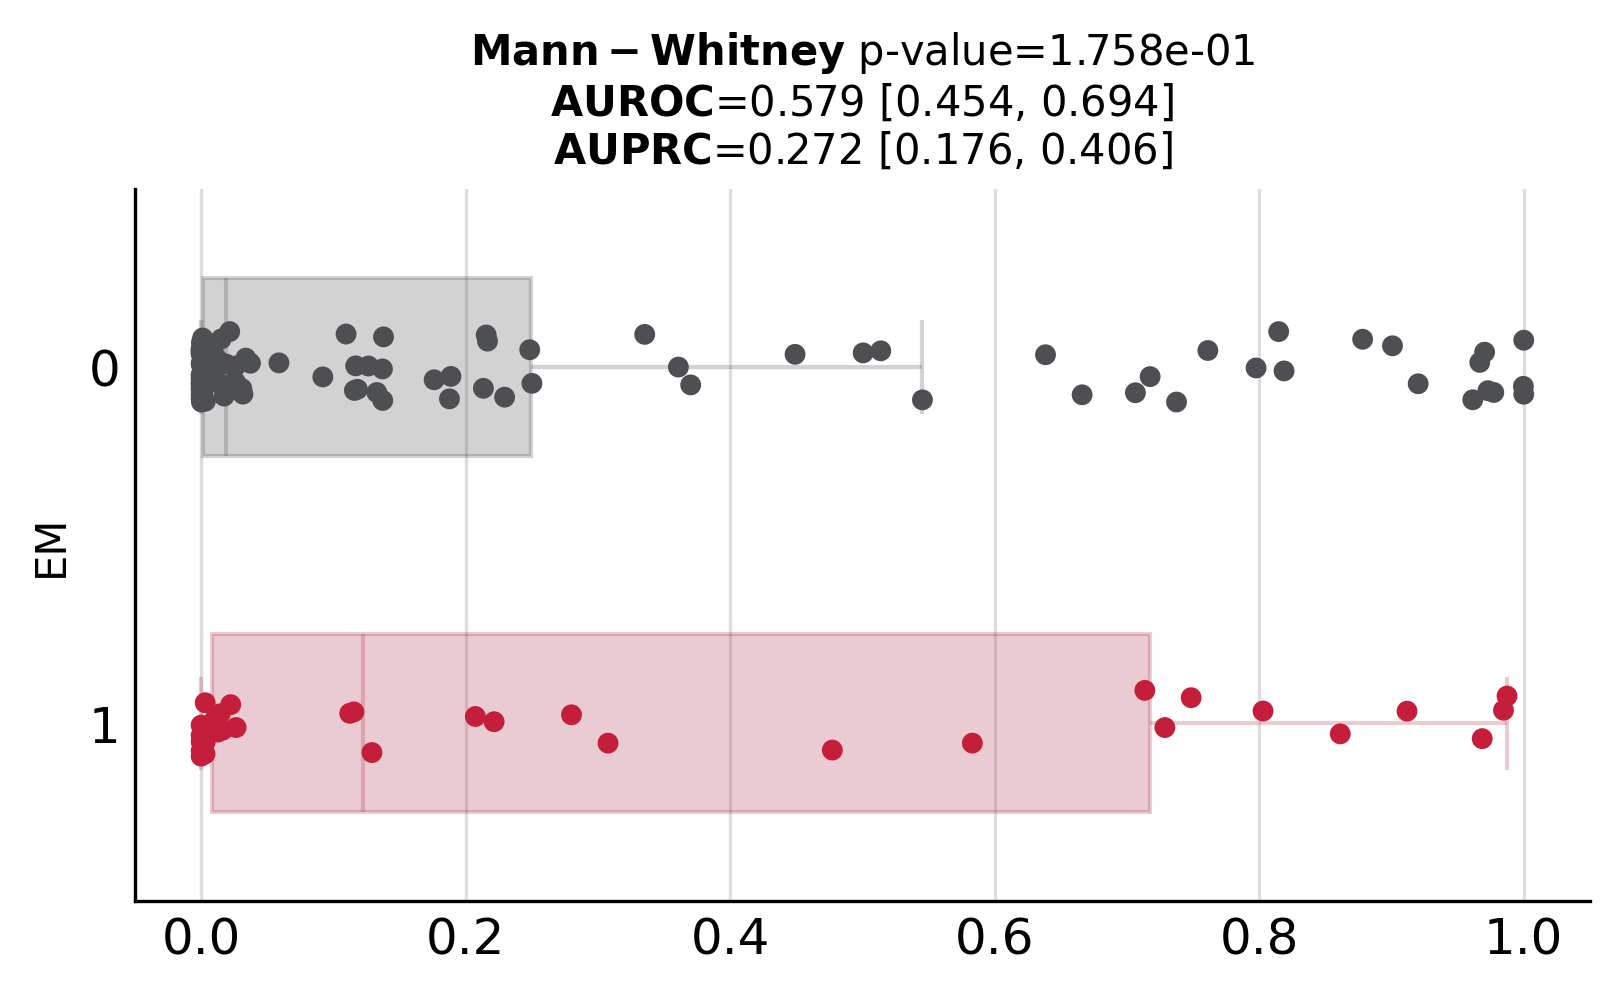 Mann − Whitney p-value=1.758e-01
AUROC=0.579 [0.454, 0.694]
AUPRC=0.272 [0.176, 0.406]
0
EM
1
0.0 0.2 0.4 0.6 0.8 1.0